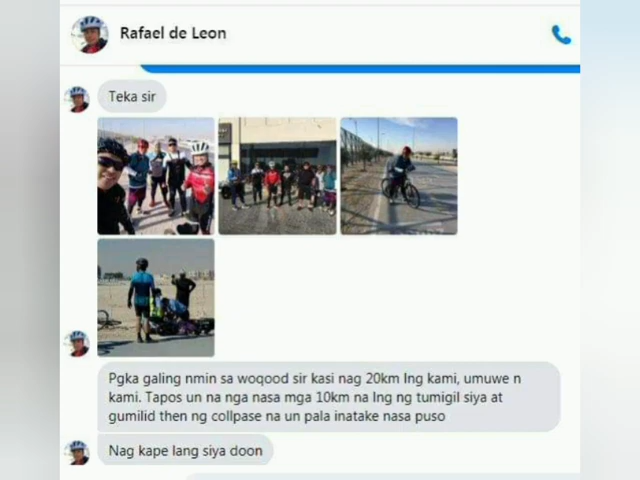 Rafael de Leon
Teka sir
Pgka galing nmin sa woqood sir kasi nag 20km lng kami, umuwe n
kami. Tapos un na nga nasa mga 10km na lng ng tumigil siya at
gumilid then ng collpase na un pala inatake nasa puso
Nag kape lang siya doon